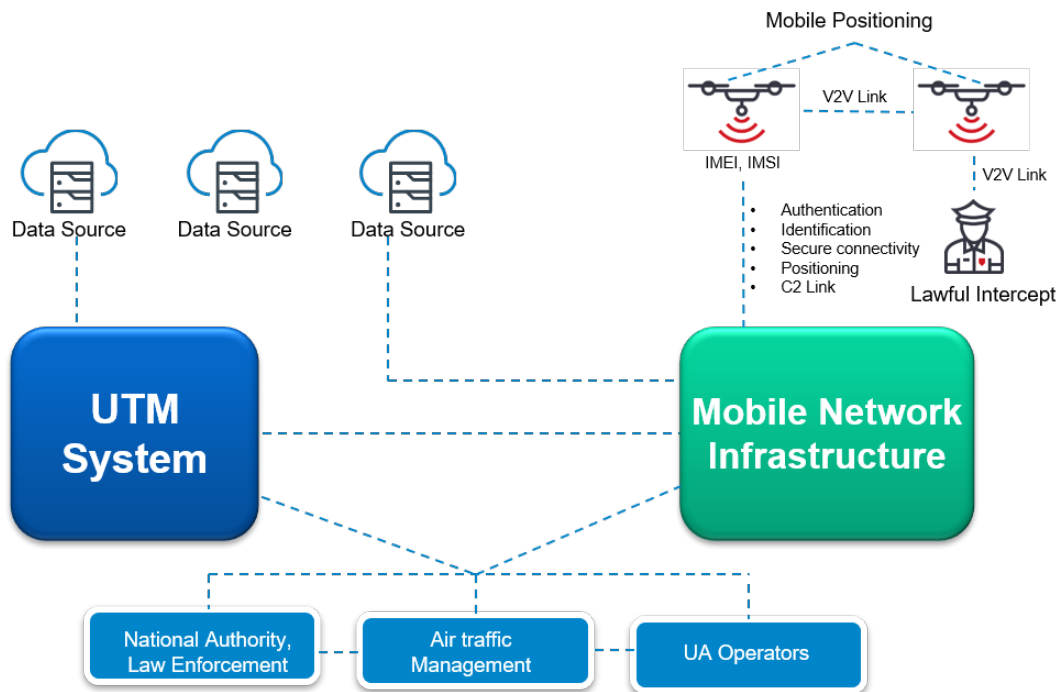 Mobile Positioning
V2V Link
IMEI, IMSI
V2V Link
Data Source
Data Source
Data Source
• Authentication
• Identification
• Secure connectivity
• Positioning
• C2 Link
Lawful Intercept
UTM
System
Mobile Network
Infrastructure
National Authority,
Law Enforcement
Air traffic
Management
UA Operators